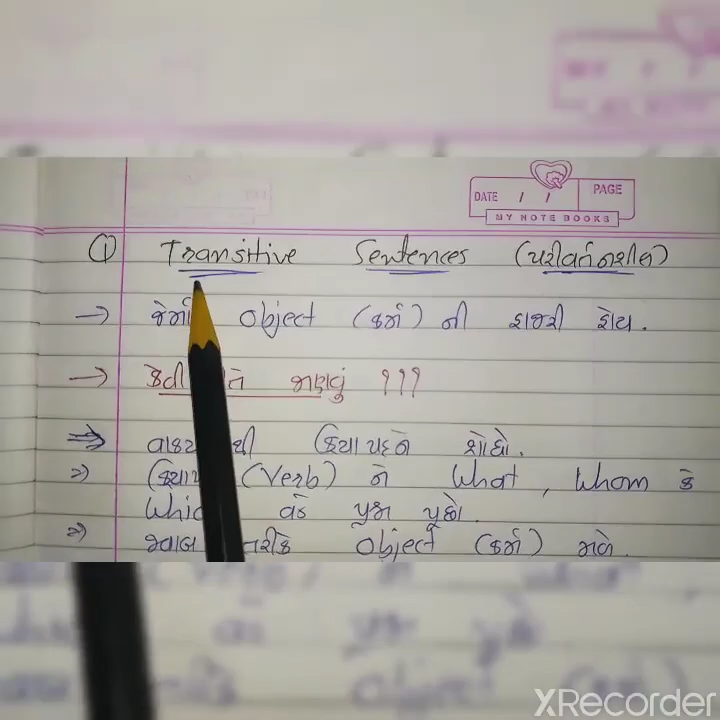 DATE / /
PAGE
MY NOTE BOOKS
① Transitive Sentences (પરીવર્તનશીલ)
→ જેમાં Object (કર્મ) ની હાજરી હોય.
→ કેવી રીતે જાણવું ???
⇒ વાક્યમાંથી ક્રિયાપદને શોધો.
⇒ (Verb) ને What, Whom કે
વડે પ્રશ્ન પૂછો.
⇒ જવાબ તરીકે Object (કર્મ) મળે.
XRecorder